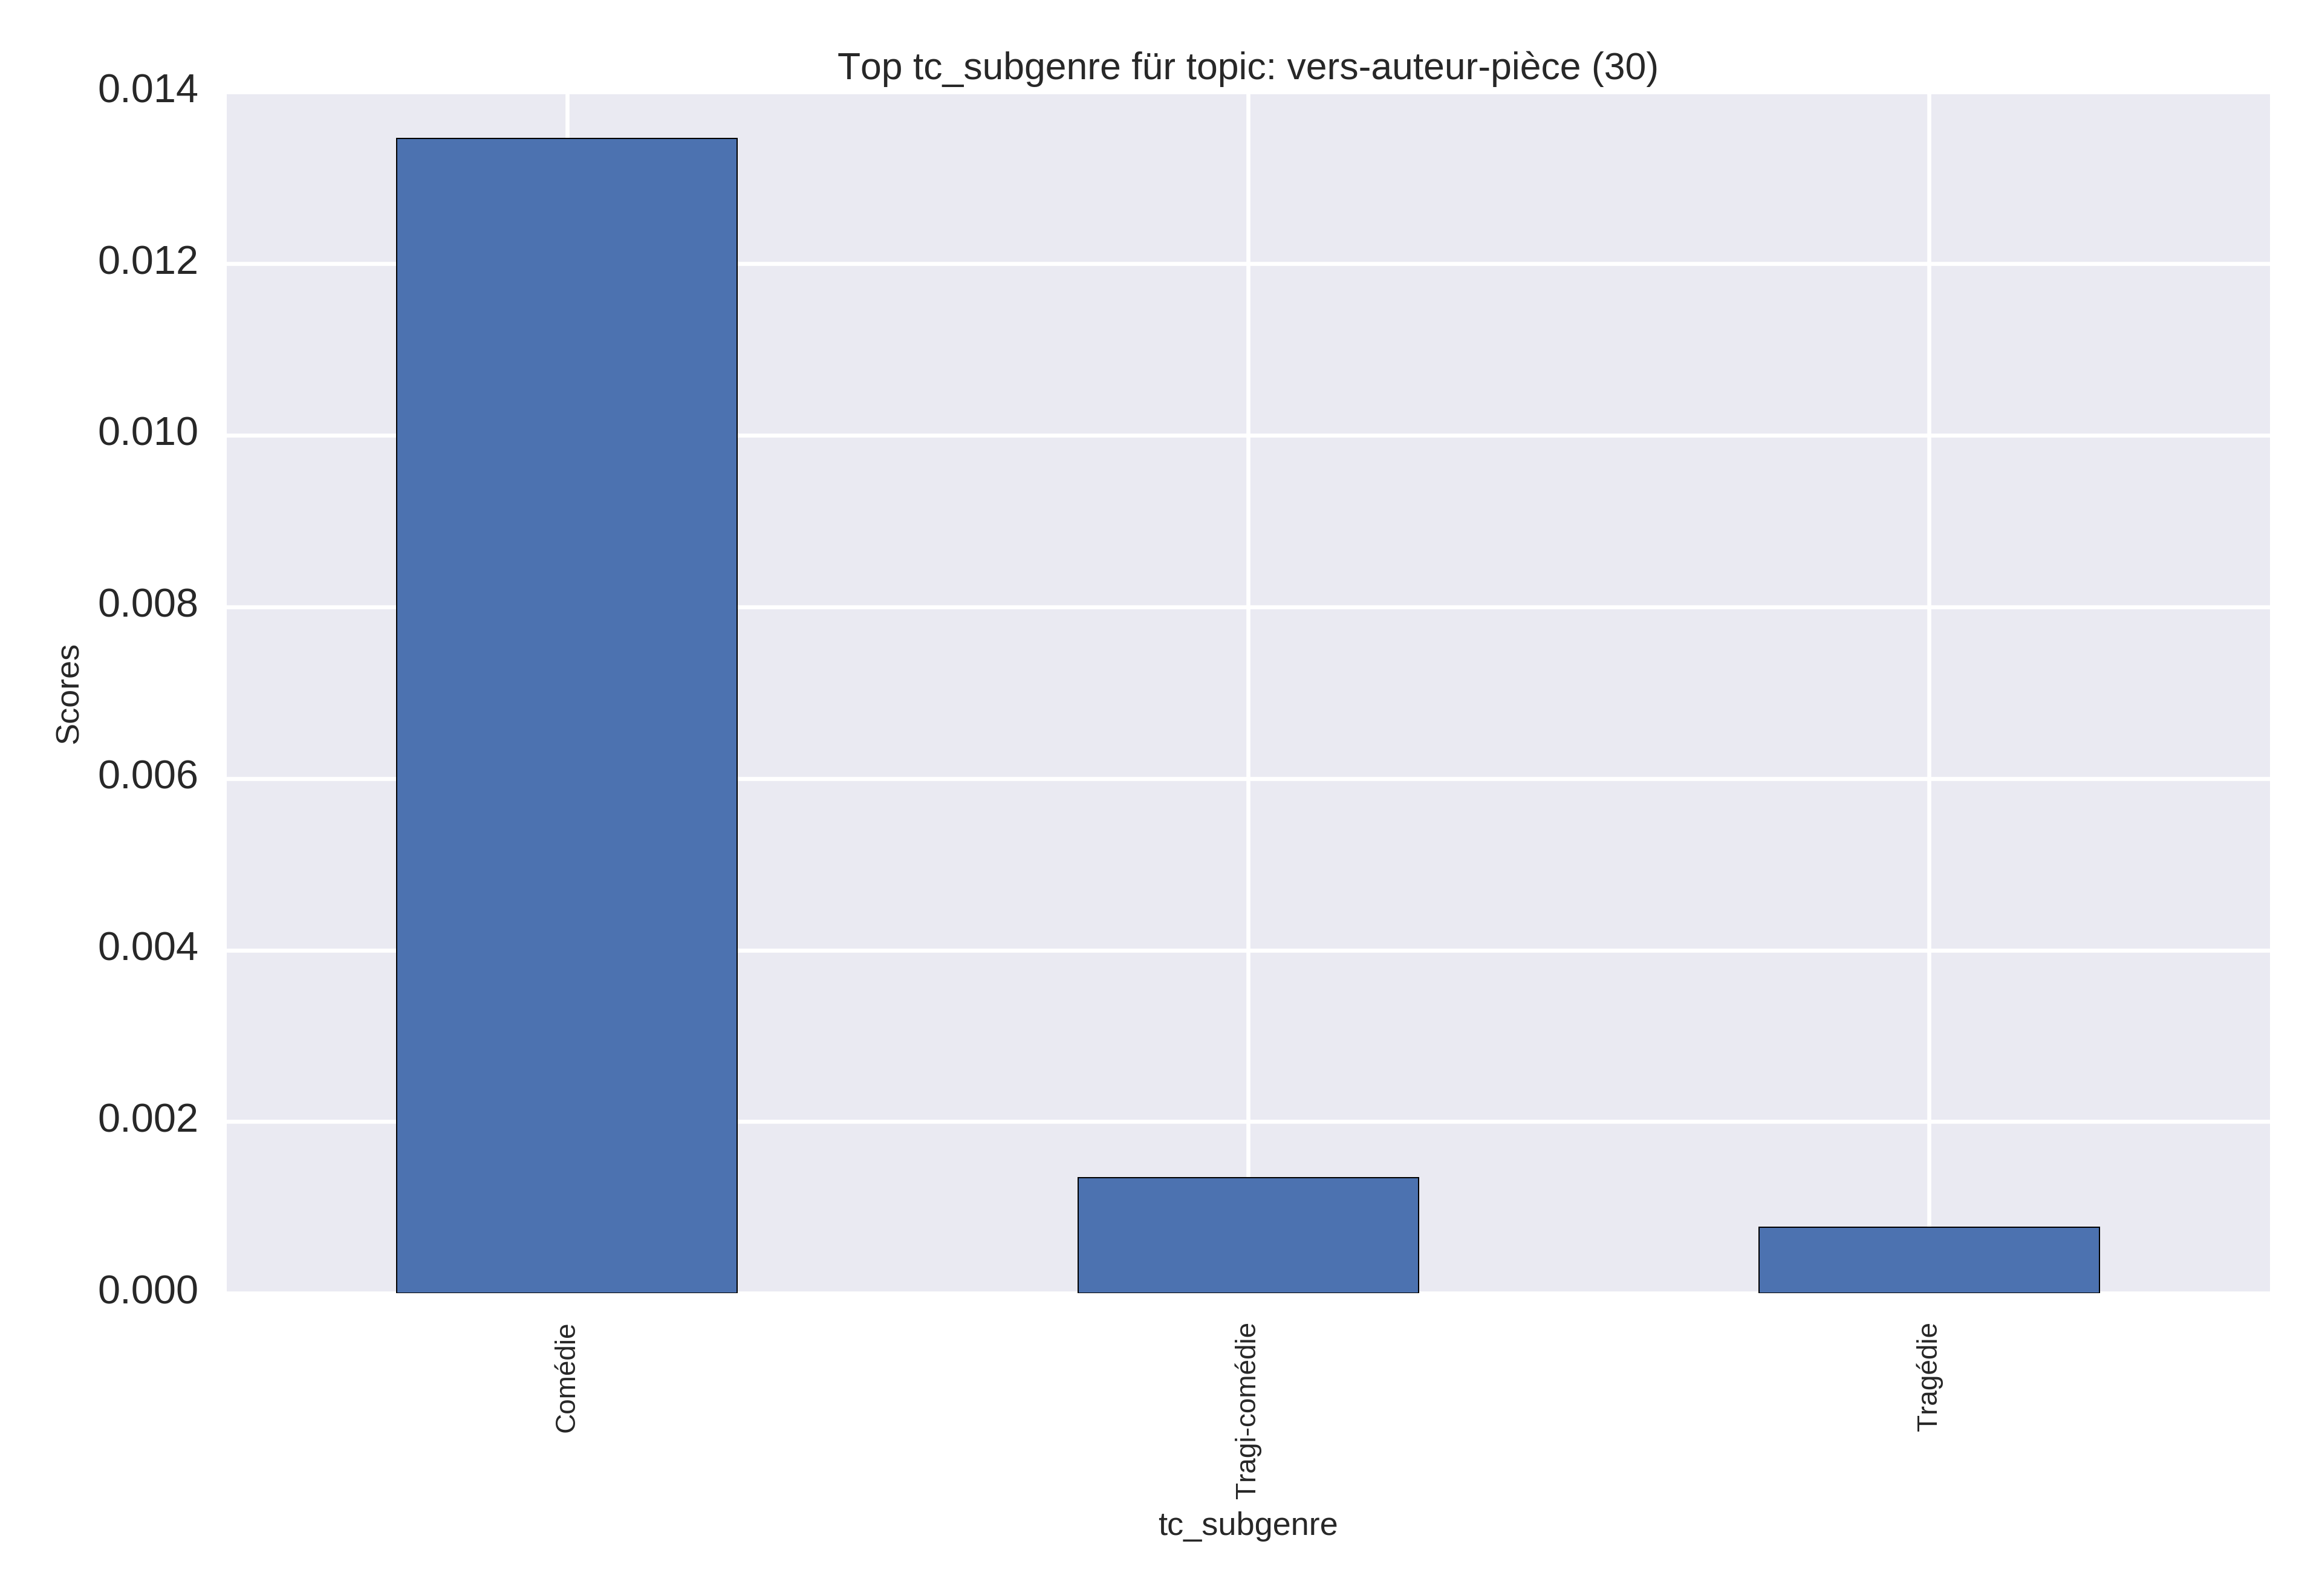 Top tc_subgenre für topic: vers-auteur-pièce (30)
0.014
0.012
0.010
0.008
0.006
0.004
0.002
0.000
Scores
Comédie
Tragi-comédie
Tragédie
tc_subgenre